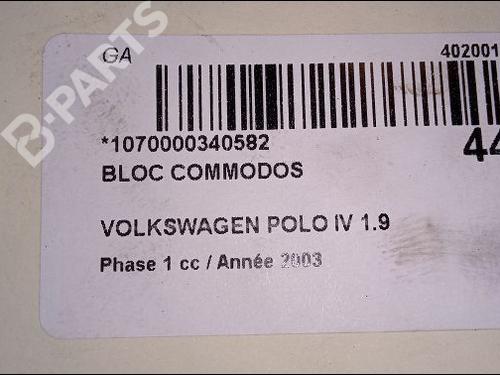 GA
402001
*1070000340582
44
BLOC COMMODOS
VOLKSWAGEN POLO IV 1.9
Phase 1 cc / Année 2003
B-PARTS